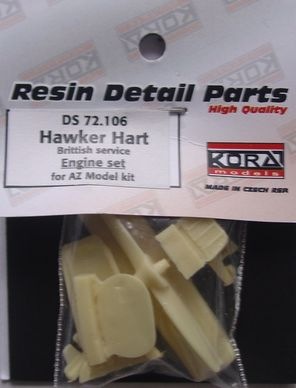 Resin Detail Parts
High Quality
DS 72.106
Hawker Hart
Brittish service
Engine set
for AZ Model kit
KORA
models
MADE IN CZECH REP.